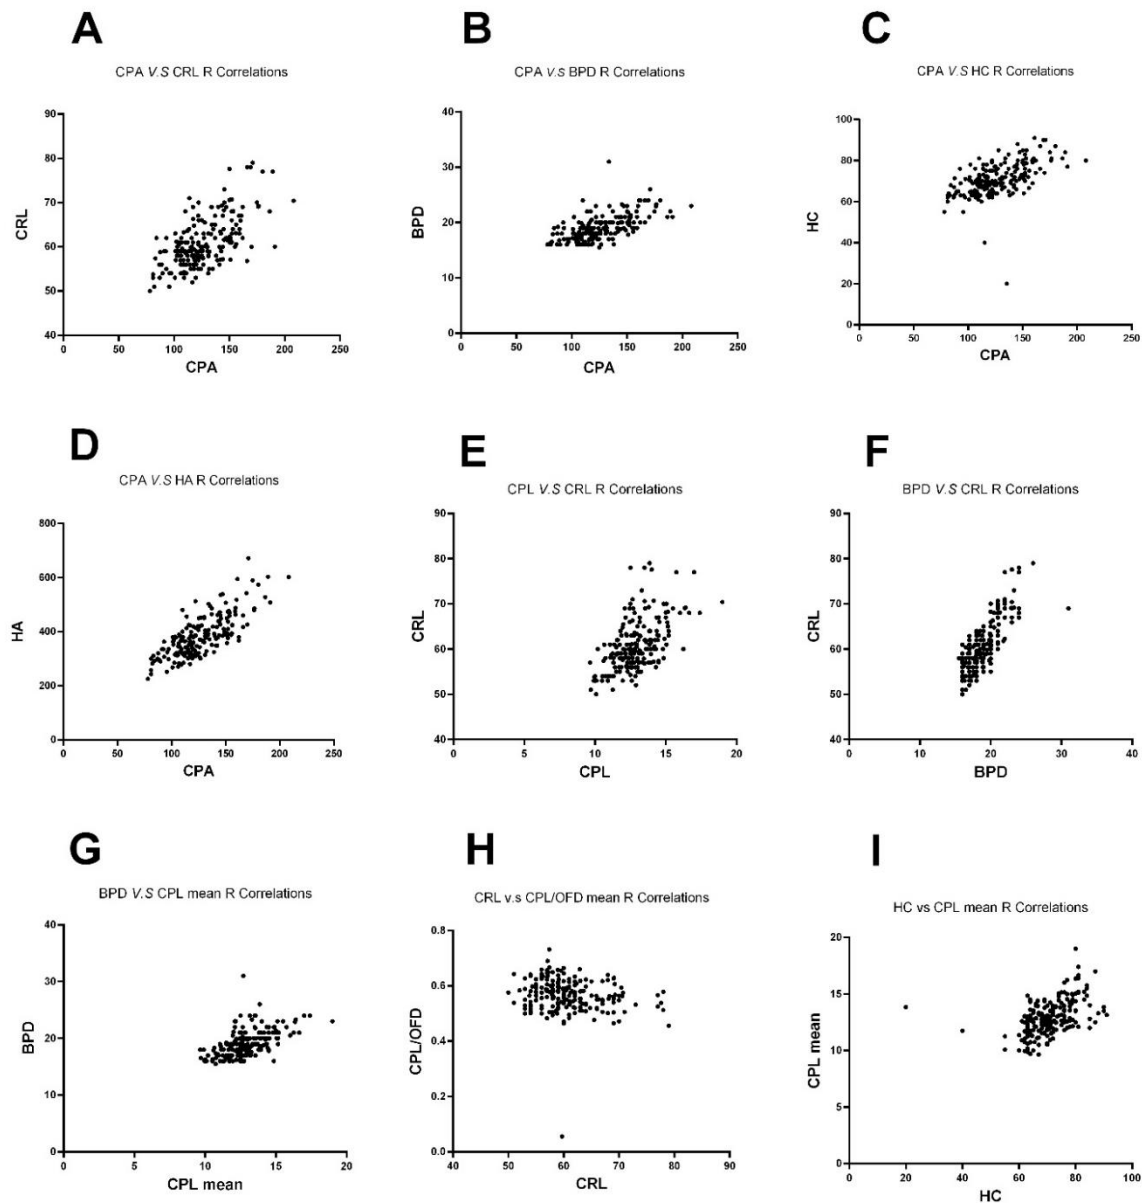 A
B
C
CPA V.S CRL R Correlations
CPA V.S BPD R Correlations
CPA V.S HC R Correlations
90
80
70
60
50
40
CRL
0 50 100 150 200 250
CPA
40
30
20
10
0
BPD
0 50 100 150 200 250
CPA
100
80
60
40
20
0
HC
0 50 100 150 200 250
CPA
D
E
F
CPA V.S HA R Correlations
CPL V.S CRL R Correlations
BPD V.S CRL R Correlations
800
600
400
200
0
HA
0 50 100 150 200 250
CPA
90
80
70
60
50
40
CRL
0 5 10 15 20
CPL
90
80
70
60
50
40
CRL
0 10 20 30 40
BPD
G
H
I
BPD V.S CPL mean R Correlations
CRL v.s CPL/OFD mean R Correlations
HC vs CPL mean R Correlations
40
30
20
10
0
BPD
0 5 10 15 20
CPL mean
0.8
0.6
0.4
0.2
0.0
CPL/OFD
40 50 60 70 80 90
CRL
20
15
10
5
0
CPL mean
0 20 40 60 80 100
HC